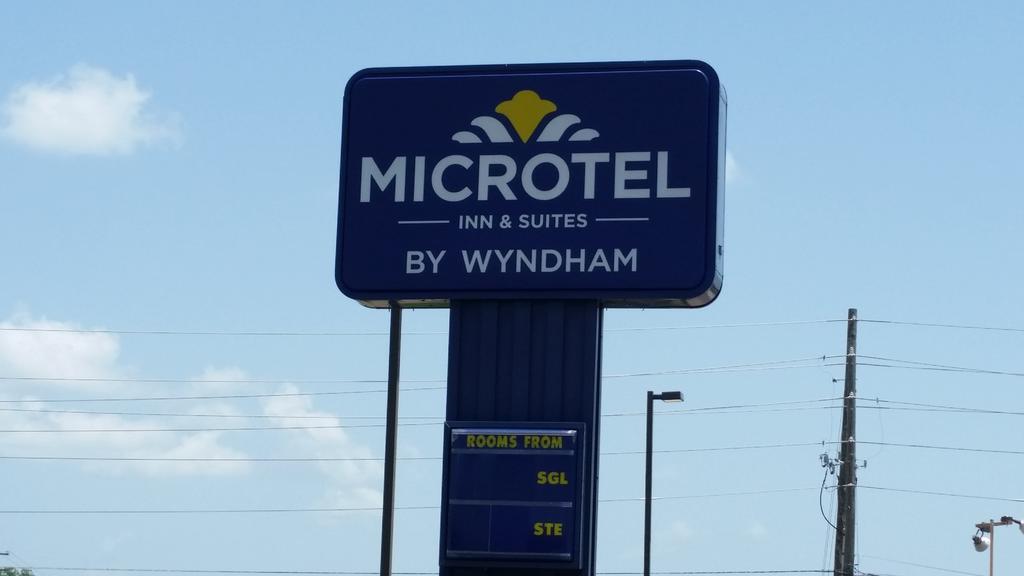 MICROTEL
INN & SUITES
BY WYNDHAM
ROOMS FROM
SGL
STE